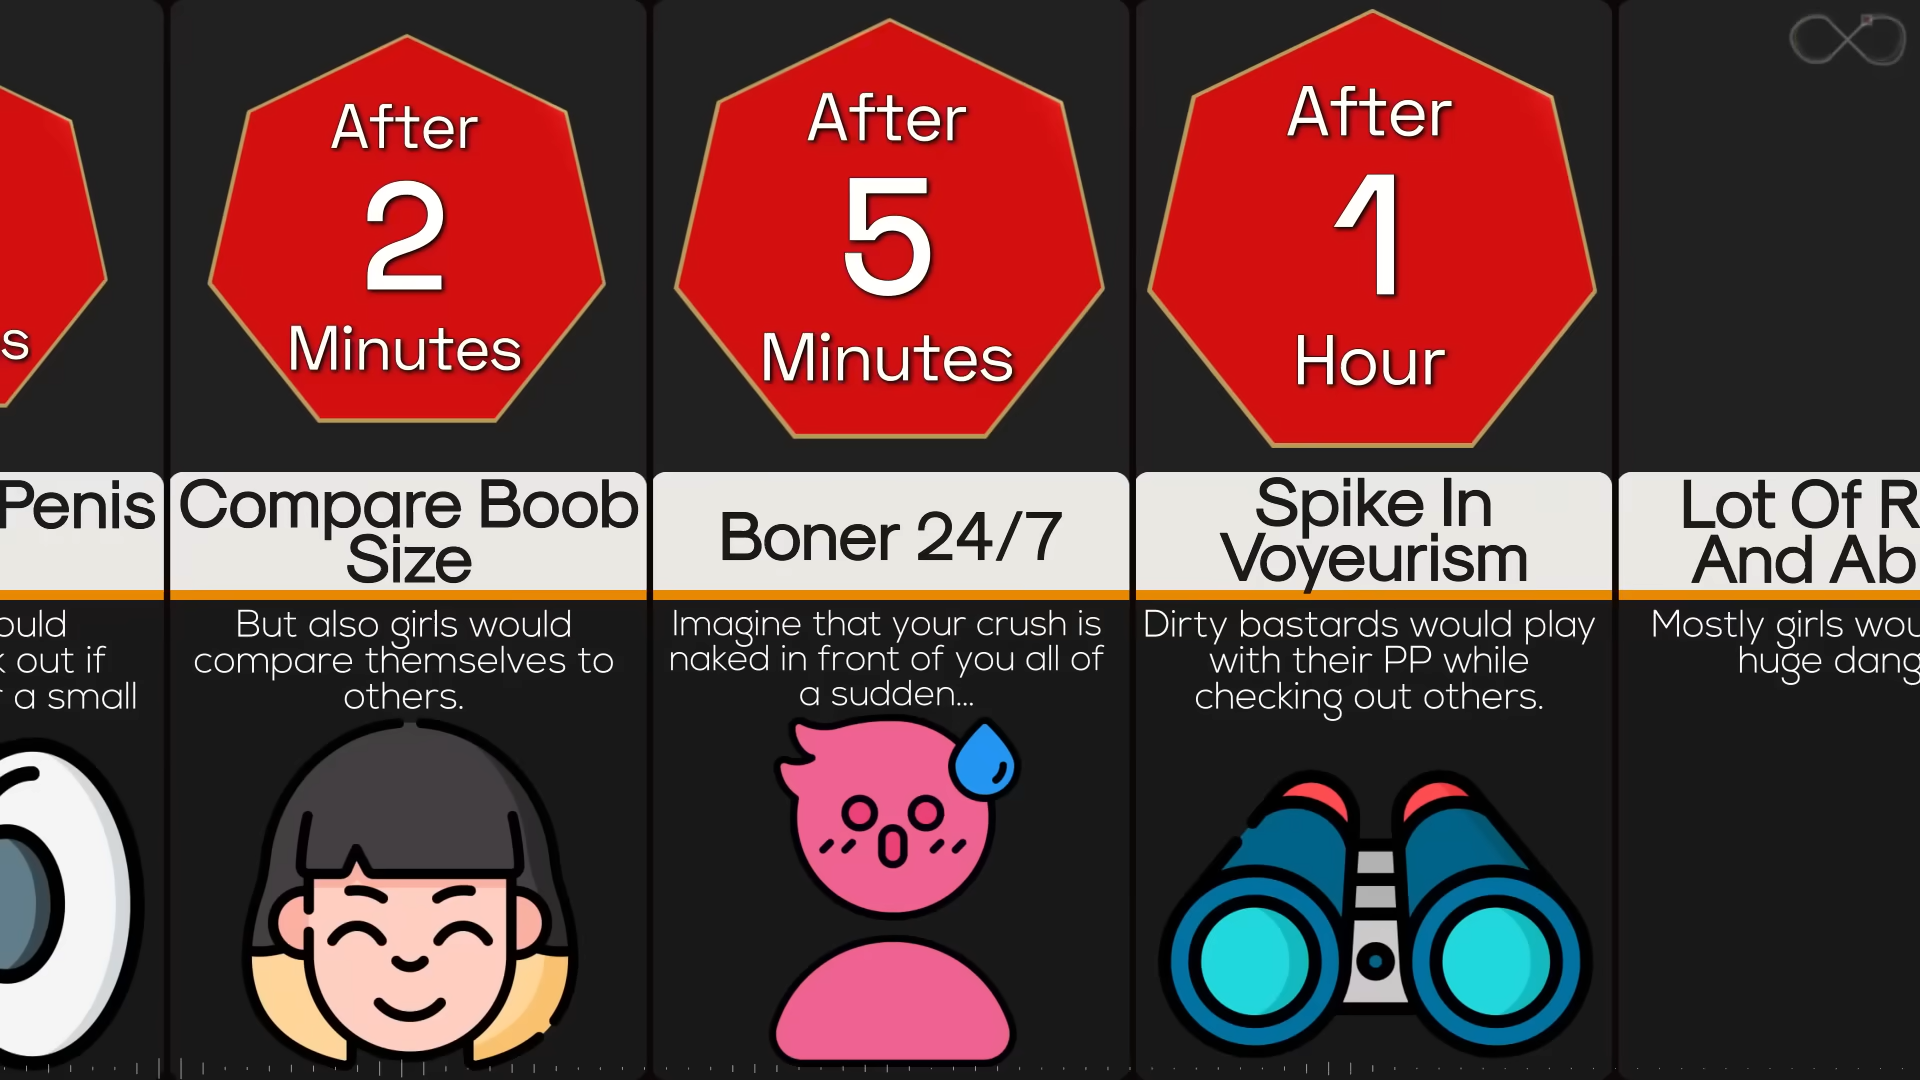 s
Penis
ould
k out if
r a small
After
2
Minutes
Compare Boob
Size
But also girls would
compare themselves to
others.
After
5
Minutes
Boner 24/7
Imagine that your crush is
naked in front of you all of
a sudden...
After
1
Hour
Spike In
Voyeurism
Dirty bastards would play
with their PP while
checking out others.
Lot Of R
And Ab
Mostly girls wou
huge dang